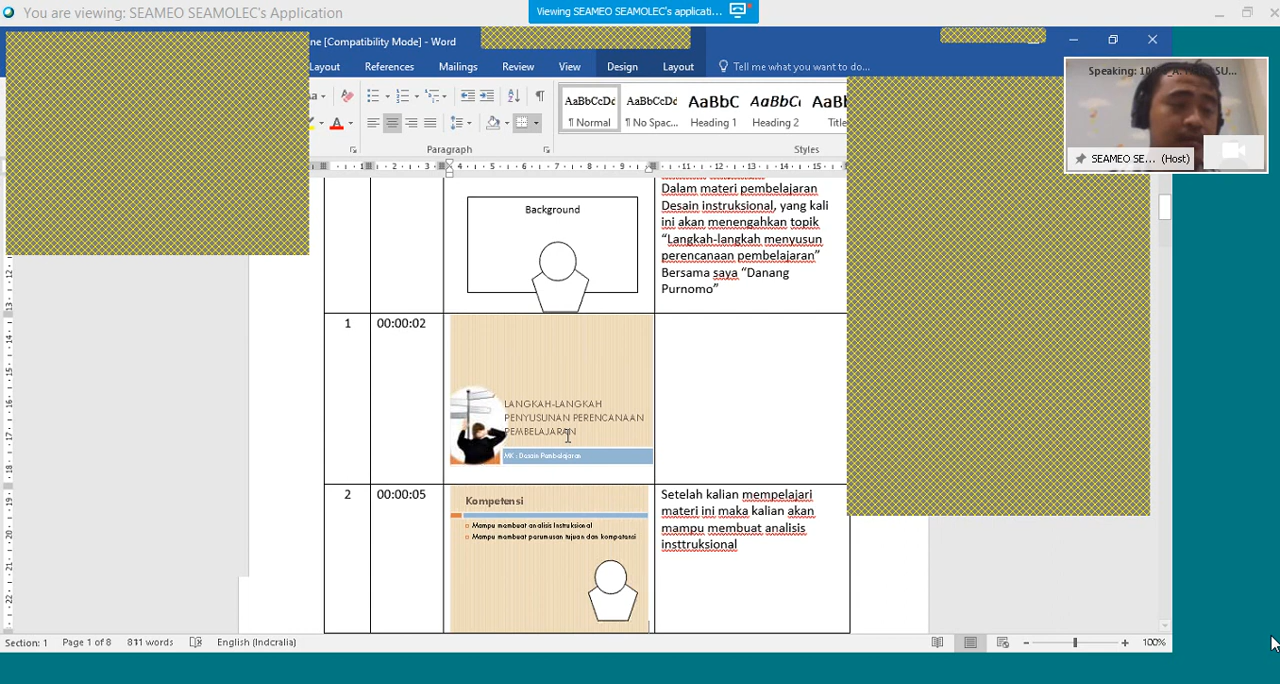 You are viewing: SEAMEO SEAMOLEC's Application
Viewing SEAMEO SEAMOLEC's applicati...
ne [Compatibility Mode] - Word
Layout References Mailings Review View Design Layout Tell me what you want to do...
Speaking:
SEAMEO SE... (Host)
AaBbCcDd AaBbCcDd AaBbC AaBbCc AaB
¶ Normal ¶ No Spac... Heading 1 Heading 2 Title
Paragraph Styles
Background
Dalam materi pembelajaran
Desain instruksional, yang kali
ini akan menengahkan topik
“Langkah-langkah menyusun
perencanaan pembelajaran”
Bersama saya “Danang
Purnomo”
1 00:00:02
LANGKAH-LANGKAH
PENYUSUNAN PERENCANAAN
PEMBELAJARAN
MK : Desain Pembelajaran
2 00:00:05
Kompetensi
Mampu membuat analisis Instruksional
Mampu membuat perumusan tujuan dan kompetensi
Setelah kalian mempelajari
materi ini maka kalian akan
mampu membuat analisis
insttruksional
Section: 1 Page 1 of 8 words English 100%